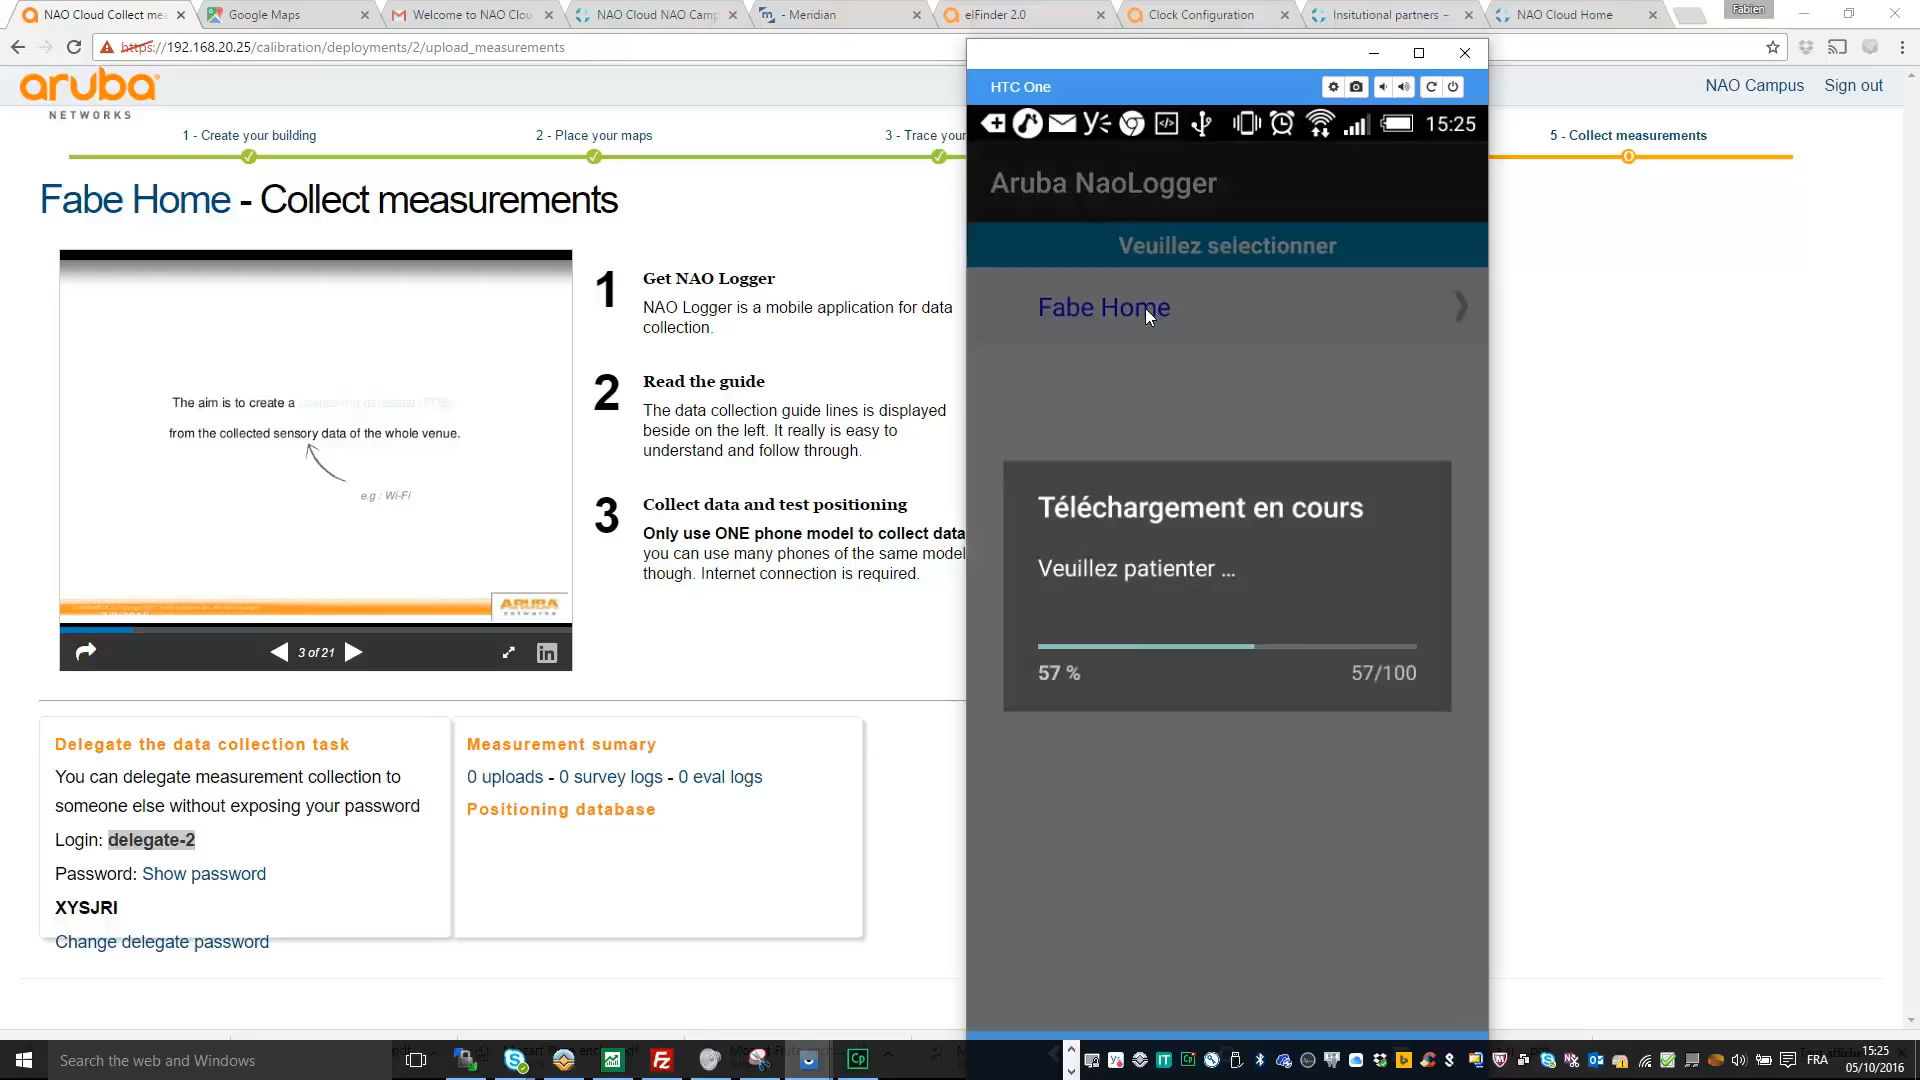 NAO Cloud Collect mea
Google Maps
Welcome to NAO Clou
NAO Cloud NAO Camp
- Meridian
elFinder 2.0
Clock Configuration
Insitutional partners –
NAO Cloud Home
Fabien
https://192.168.20.25/calibration/deployments/2/upload_measurements
aruba
NETWORKS
NAO Campus
Sign out
1 - Create your building
2 - Place your maps
3 - Trace your
5 - Collect measurements
Fabe Home - Collect measurements
The aim is to create a
from the collected sensory data of the whole venue.
e.g : Wi-Fi
ARUBA
networks
3 of 21
1
Get NAO Logger
NAO Logger is a mobile application for data
collection.
2
Read the guide
The data collection guide lines is displayed
beside on the left. It really is easy to
understand and follow through.
3
Collect data and test positioning
Only use ONE phone model to collect data
you can use many phones of the same model
though. Internet connection is required.
Delegate the data collection task
You can delegate measurement collection to
someone else without exposing your password
Login: delegate-2
Password: Show password
XYSJRI
Change delegate password
Measurement sumary
0 uploads - 0 survey logs - 0 eval logs
Positioning database
HTC One
15:25
Aruba NaoLogger
Veuillez selectionner
Fabe Home
Téléchargement en cours
Veuillez patienter ...
57 %
57/100
Search the web and Windows
FRA
15:25
05/10/2016